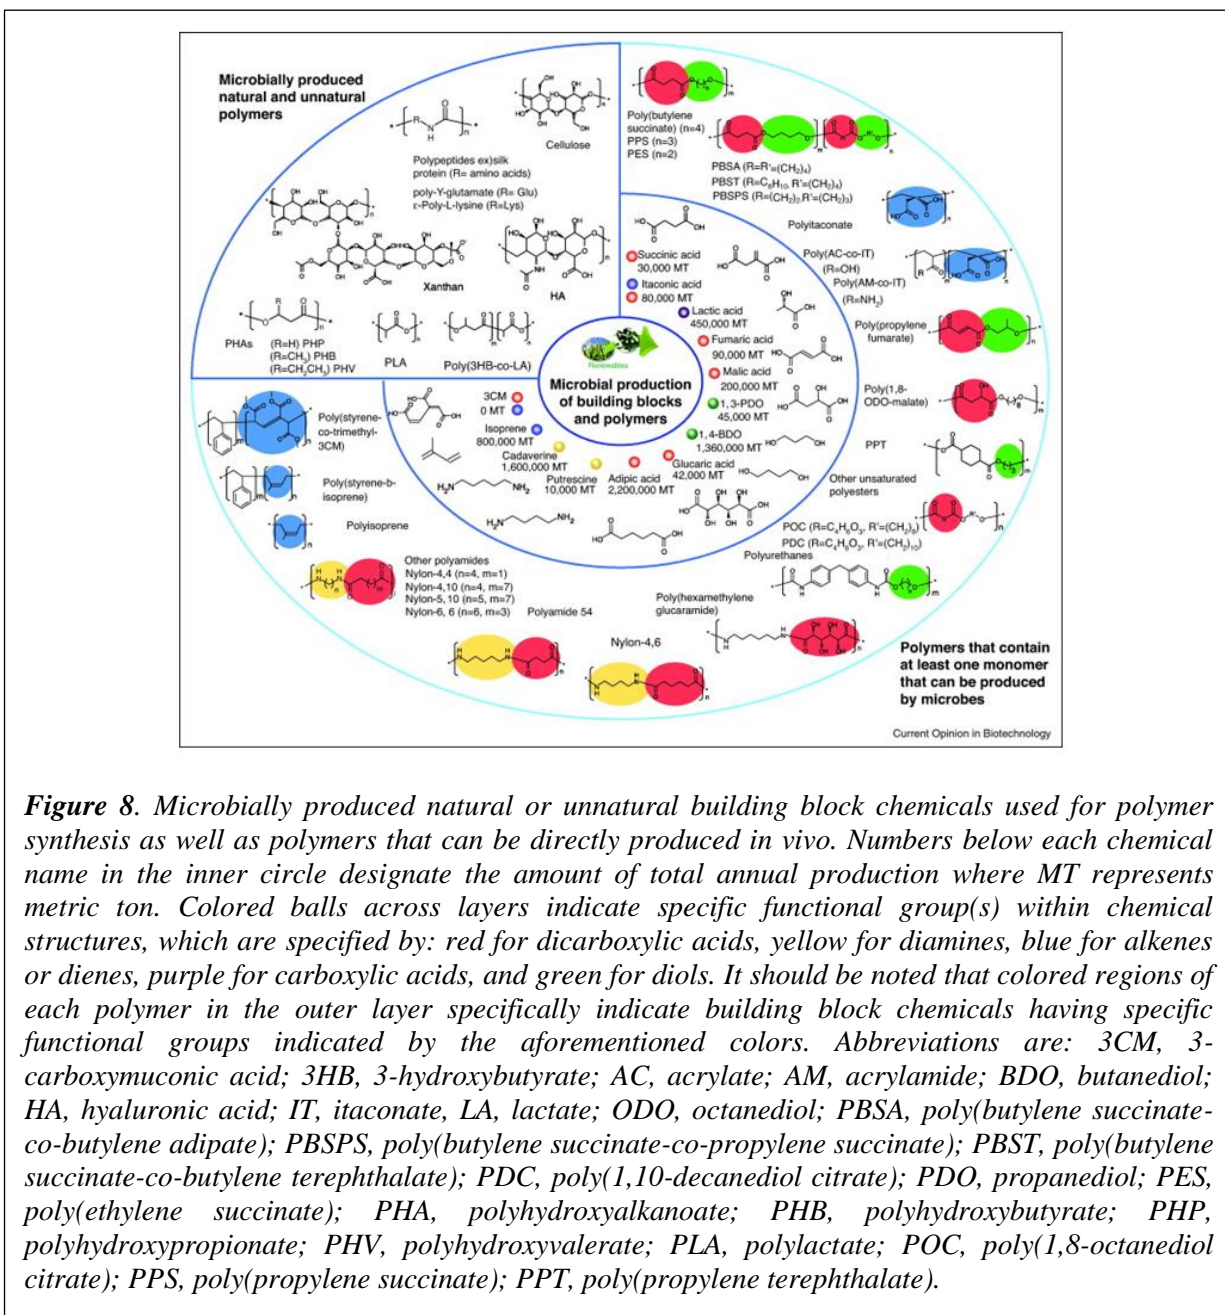 Microbially produced
natural and unnatural
polymers
Cellulose
Polypeptides ex)silk
protein (R= amino acids)
poly-Y-glutamate (R= Glu)
ε-Poly-L-lysine (R=Lys)
Xanthan
HA
PHAs
(R=H) PHP
(R=CH3) PHB
(R=CH2CH3) PHV
PLA
Poly(3HB-co-LA)
Poly(butylene
succinate) (n=4)
PPS (n=3)
PES (n=2)
PBSA (R=R'=(CH2)4)
PBST (R=C6H10, R'=(CH2)4)
PBSPS (R=(CH2)2,R'=(CH2)3)
Polyitaconate
Poly(AC-co-IT)
(R=OH)
Poly(AM-co-IT)
(R=NH2)
Poly(propylene
fumarate)
Poly(1,8-
ODO-malate)
PPT
Other unsaturated
polyesters
POC (R=C4H6O3, R'=(CH2)8)
PDC (R=C4H6O3, R'=(CH2)10)
Polyurethanes
Poly(hexamethylene
glucaramide)
Nylon-4,6
Polyamide 54
Other polyamides
Nylon-4,4 (n=4, m=1)
Nylon-4,10 (n=4, m=7)
Nylon-5, 10 (n=5, m=7)
Nylon-6, 6 (n=6, m=3)
Polyisoprene
Poly(styrene-b-
isoprene)
Poly(styrene-
co-trimethyl-
3CM)
Succinic acid
30,000 MT
Itaconic acid
80,000 MT
Lactic acid
450,000 MT
Fumaric acid
90,000 MT
Malic acid
200,000 MT
1, 3-PDO
45,000 MT
1, 4-BDO
1,360,000 MT
Glucaric acid
42,000 MT
Adipic acid
2,200,000 MT
Putrescine
10,000 MT
Cadaverine
1,600,000 MT
Isoprene
800,000 MT
3CM
0 MT
Renewables
Microbial production
of building blocks
and polymers
Polymers that contain
at least one monomer
that can be produced
by microbes
Current Opinion in Biotechnology
Figure 8. Microbially produced natural or unnatural building block chemicals used for polymer
synthesis as well as polymers that can be directly produced in vivo. Numbers below each chemical
name in the inner circle designate the amount of total annual production where MT represents
metric ton. Colored balls across layers indicate specific functional group(s) within chemical
structures, which are specified by: red for dicarboxylic acids, yellow for diamines, blue for alkenes
or dienes, purple for carboxylic acids, and green for diols. It should be noted that colored regions of
each polymer in the outer layer specifically indicate building block chemicals having specific
functional groups indicated by the aforementioned colors. Abbreviations are: 3CM, 3-
carboxymuconic acid; 3HB, 3-hydroxybutyrate; AC, acrylate; AM, acrylamide; BDO, butanediol;
HA, hyaluronic acid; IT, itaconate, LA, lactate; ODO, octanediol; PBSA, poly(butylene succinate-
co-butylene adipate); PBSPS, poly(butylene succinate-co-propylene succinate); PBST, poly(butylene
succinate-co-butylene terephthalate); PDC, poly(1,10-decanediol citrate); PDO, propanediol; PES,
poly(ethylene succinate); PHA, polyhydroxyalkanoate; PHB, polyhydroxybutyrate; PHP,
polyhydroxypropionate; PHV, polyhydroxyvalerate; PLA, polylactate; POC, poly(1,8-octanediol
citrate); PPS, poly(propylene succinate); PPT, poly(propylene terephthalate).